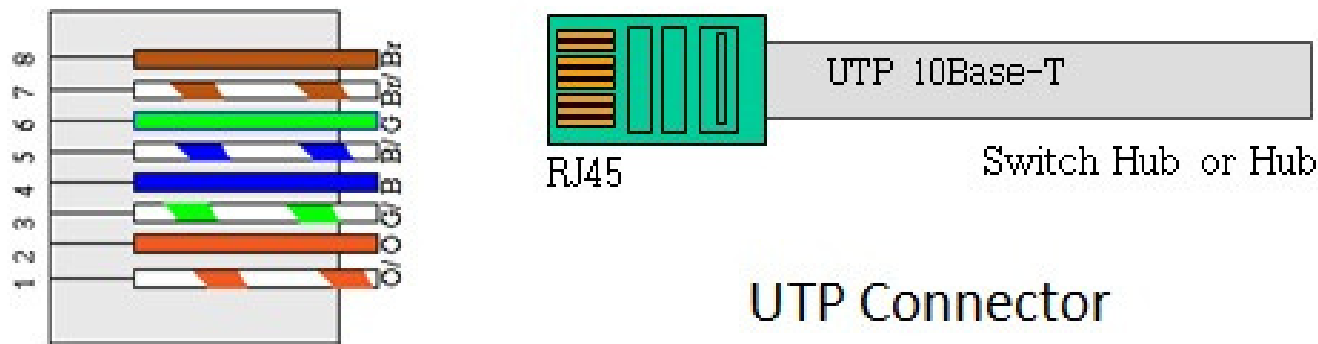 8 Br
7 Br/
6 G
5 B/
4 B
3 G/
2 O
1 O/
UTP 10Base-T
RJ45
Switch Hub or Hub
UTP Connector